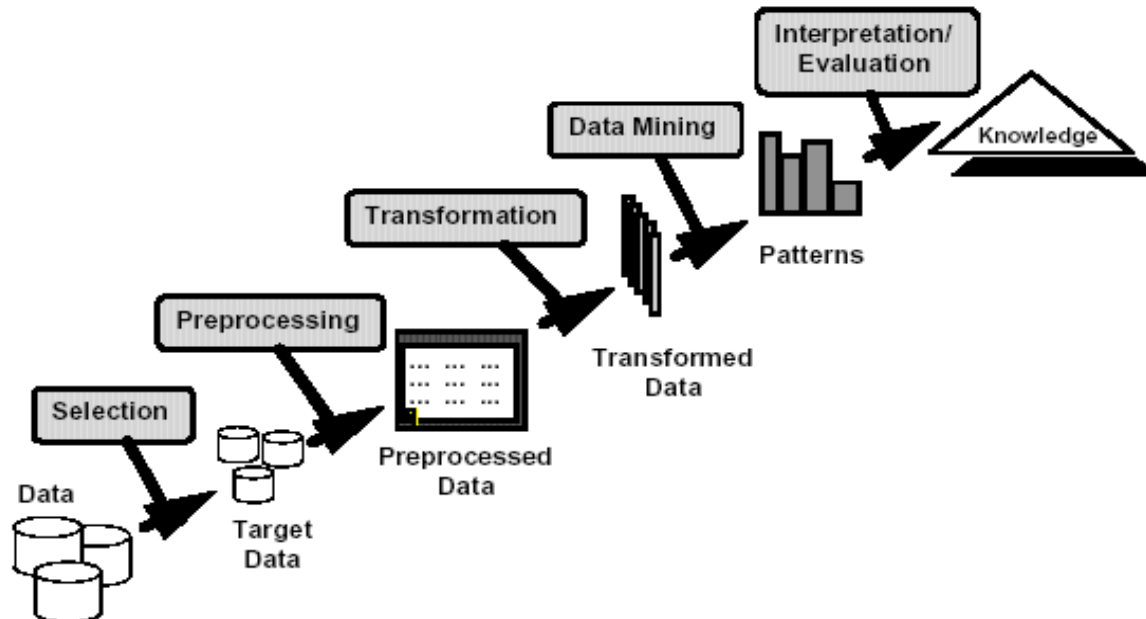 Interpretation/
Evaluation
Knowledge
Data Mining
Patterns
Transformation
Transformed
Data
Preprocessing
Preprocessed
Data
Selection
Target
Data
Data